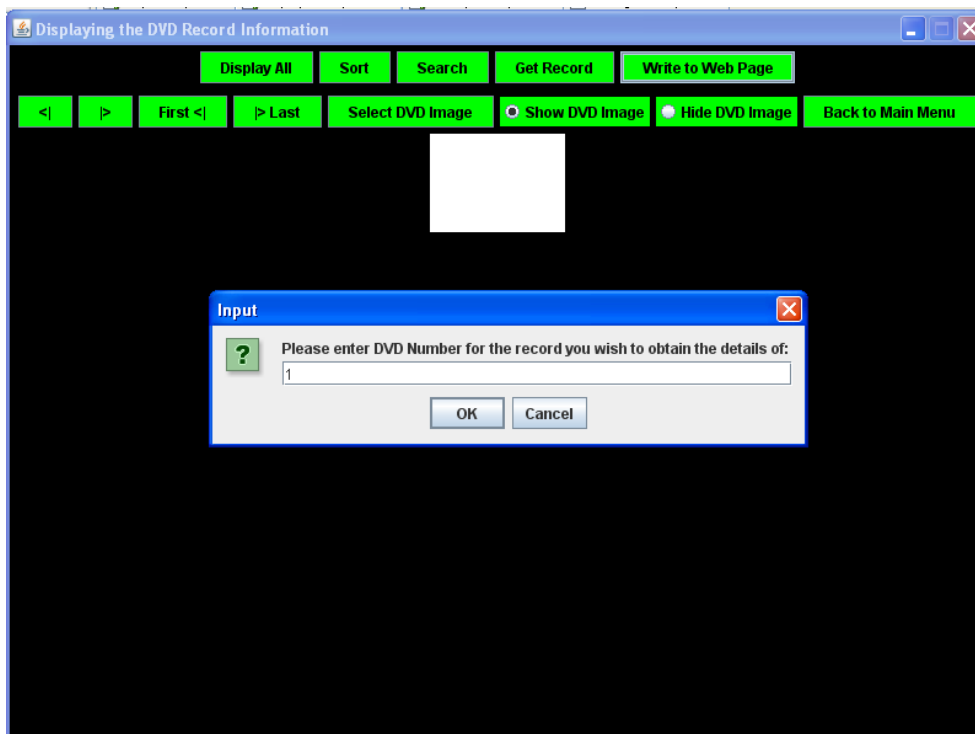 Displaying the DVD Record Information
Display All Sort Search Get Record Write to Web Page
<| |> First <| |> Last Select DVD Image Show DVD Image Hide DVD Image Back to Main Menu
Input
? Please enter DVD Number for the record you wish to obtain the details of:
1
OK Cancel